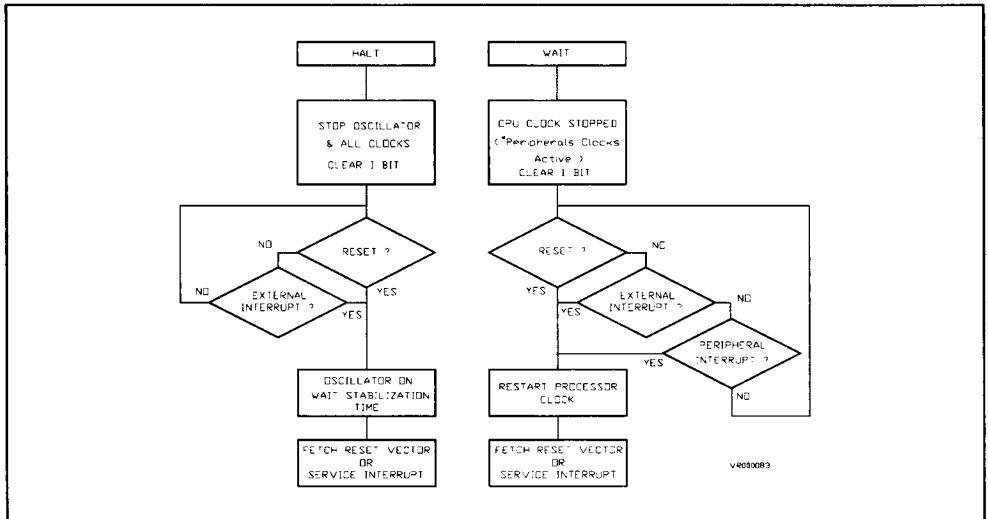 HALT
STOP OSCILLATOR
& ALL CLOCKS
CLEAR I BIT
RESET ?
NO
YES
EXTERNAL
INTERRUPT ?
NO
YES
OSCILLATOR ON
WAIT STABILIZATION
TIME
FETCH RESET VECTOR
OR
SERVICE INTERRUPT
WAIT
CPU CLOCK STOPPED
(*Peripherals Clocks
Active )
CLEAR I BIT
RESET ?
NO
YES
EXTERNAL
INTERRUPT ?
NO
YES
PERIPHERAL
INTERRUPT ?
YES
NO
RESTART PROCESSOR
CLOCK
FETCH RESET VECTOR
OR
SERVICE INTERRUPT
VR000083